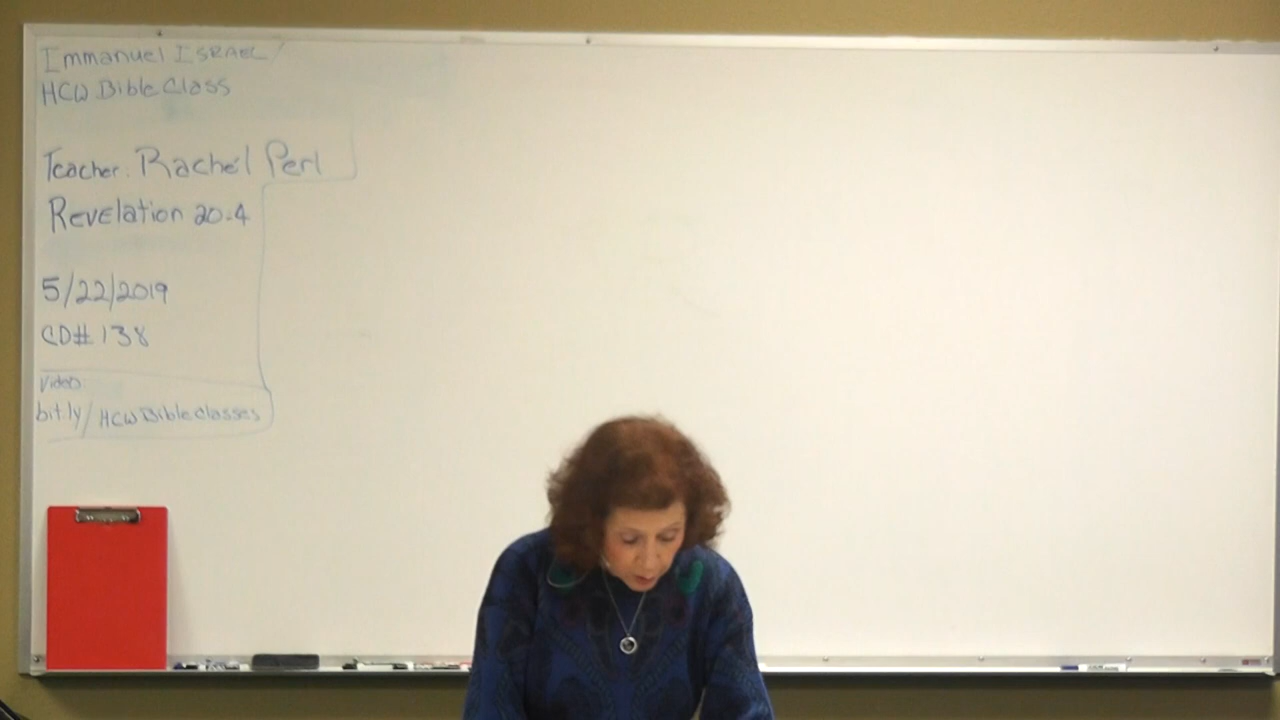 Immanuel ISRAEL/
HCW Bible Class
Teacher: Rachel Perl
Revelation 20.4
5/22/2019
CD# 138
Video:
bit.ly/HCWBibleClasses